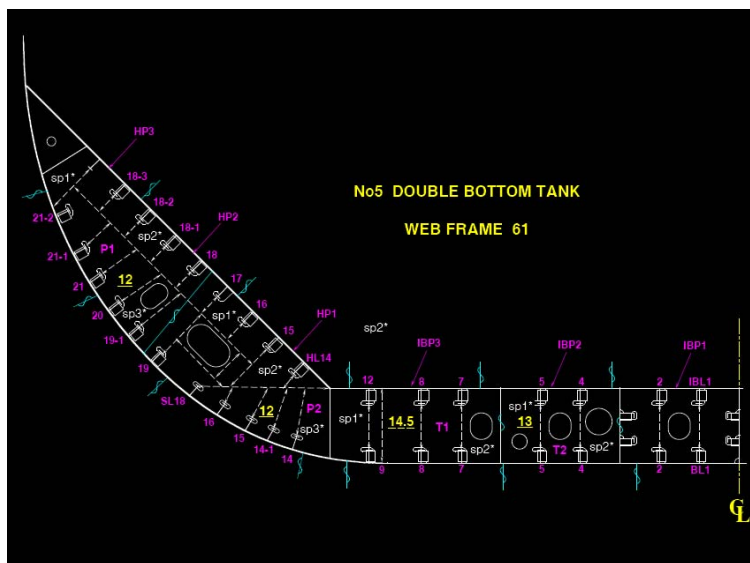 HP3
sp1*
18-3
No5 DOUBLE BOTTOM TANK
18-2
21-2
18-1
HP2
WEB FRAME 61
sp2*
P1
21-1
18
12
17
21
20
sp3*
sp1*
16
HP1
19-1
15
sp2*
IBP3
IBP2
IBP1
19
sp2*
HL14
12
8
7
5
4
2
IBL1
SL18
P2
16
12
sp1*
14.5
sp1*
13
T1
15
sp3*
14-1
sp2*
T2
sp2*
14
9
8
7
5
4
2
BL1
CL